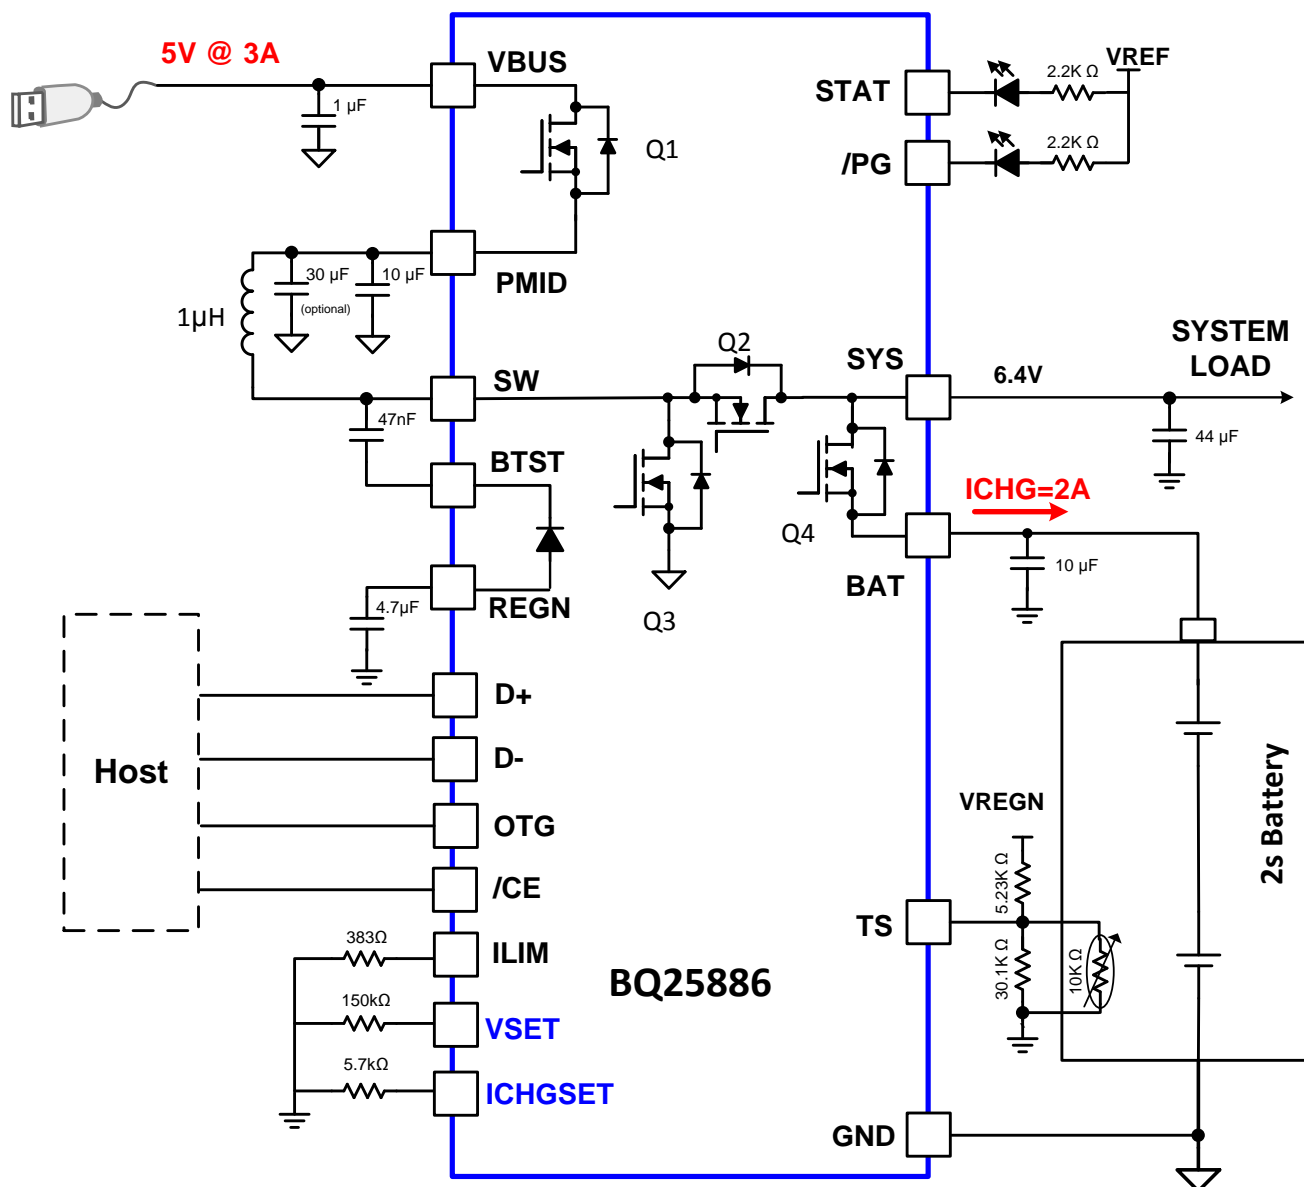 5V @ 3A
VBUS
1 µF
Q1
STAT
2.2K Ω
VREF
/PG
2.2K Ω
30 µF
(optional)
10 µF
PMID
1µH
Q2
SYS
6.4V
SYSTEM
LOAD
44 µF
SW
47nF
BTST
Q4
ICHG=2A
BAT
10 µF
Q3
REGN
4.7µF
Host
D+
D-
OTG
/CE
ILIM
383Ω
VSET
150kΩ
ICHGSET
5.7kΩ
BQ25886
VREGN
5.23K Ω
TS
30.1K Ω
10K Ω
2s Battery
GND